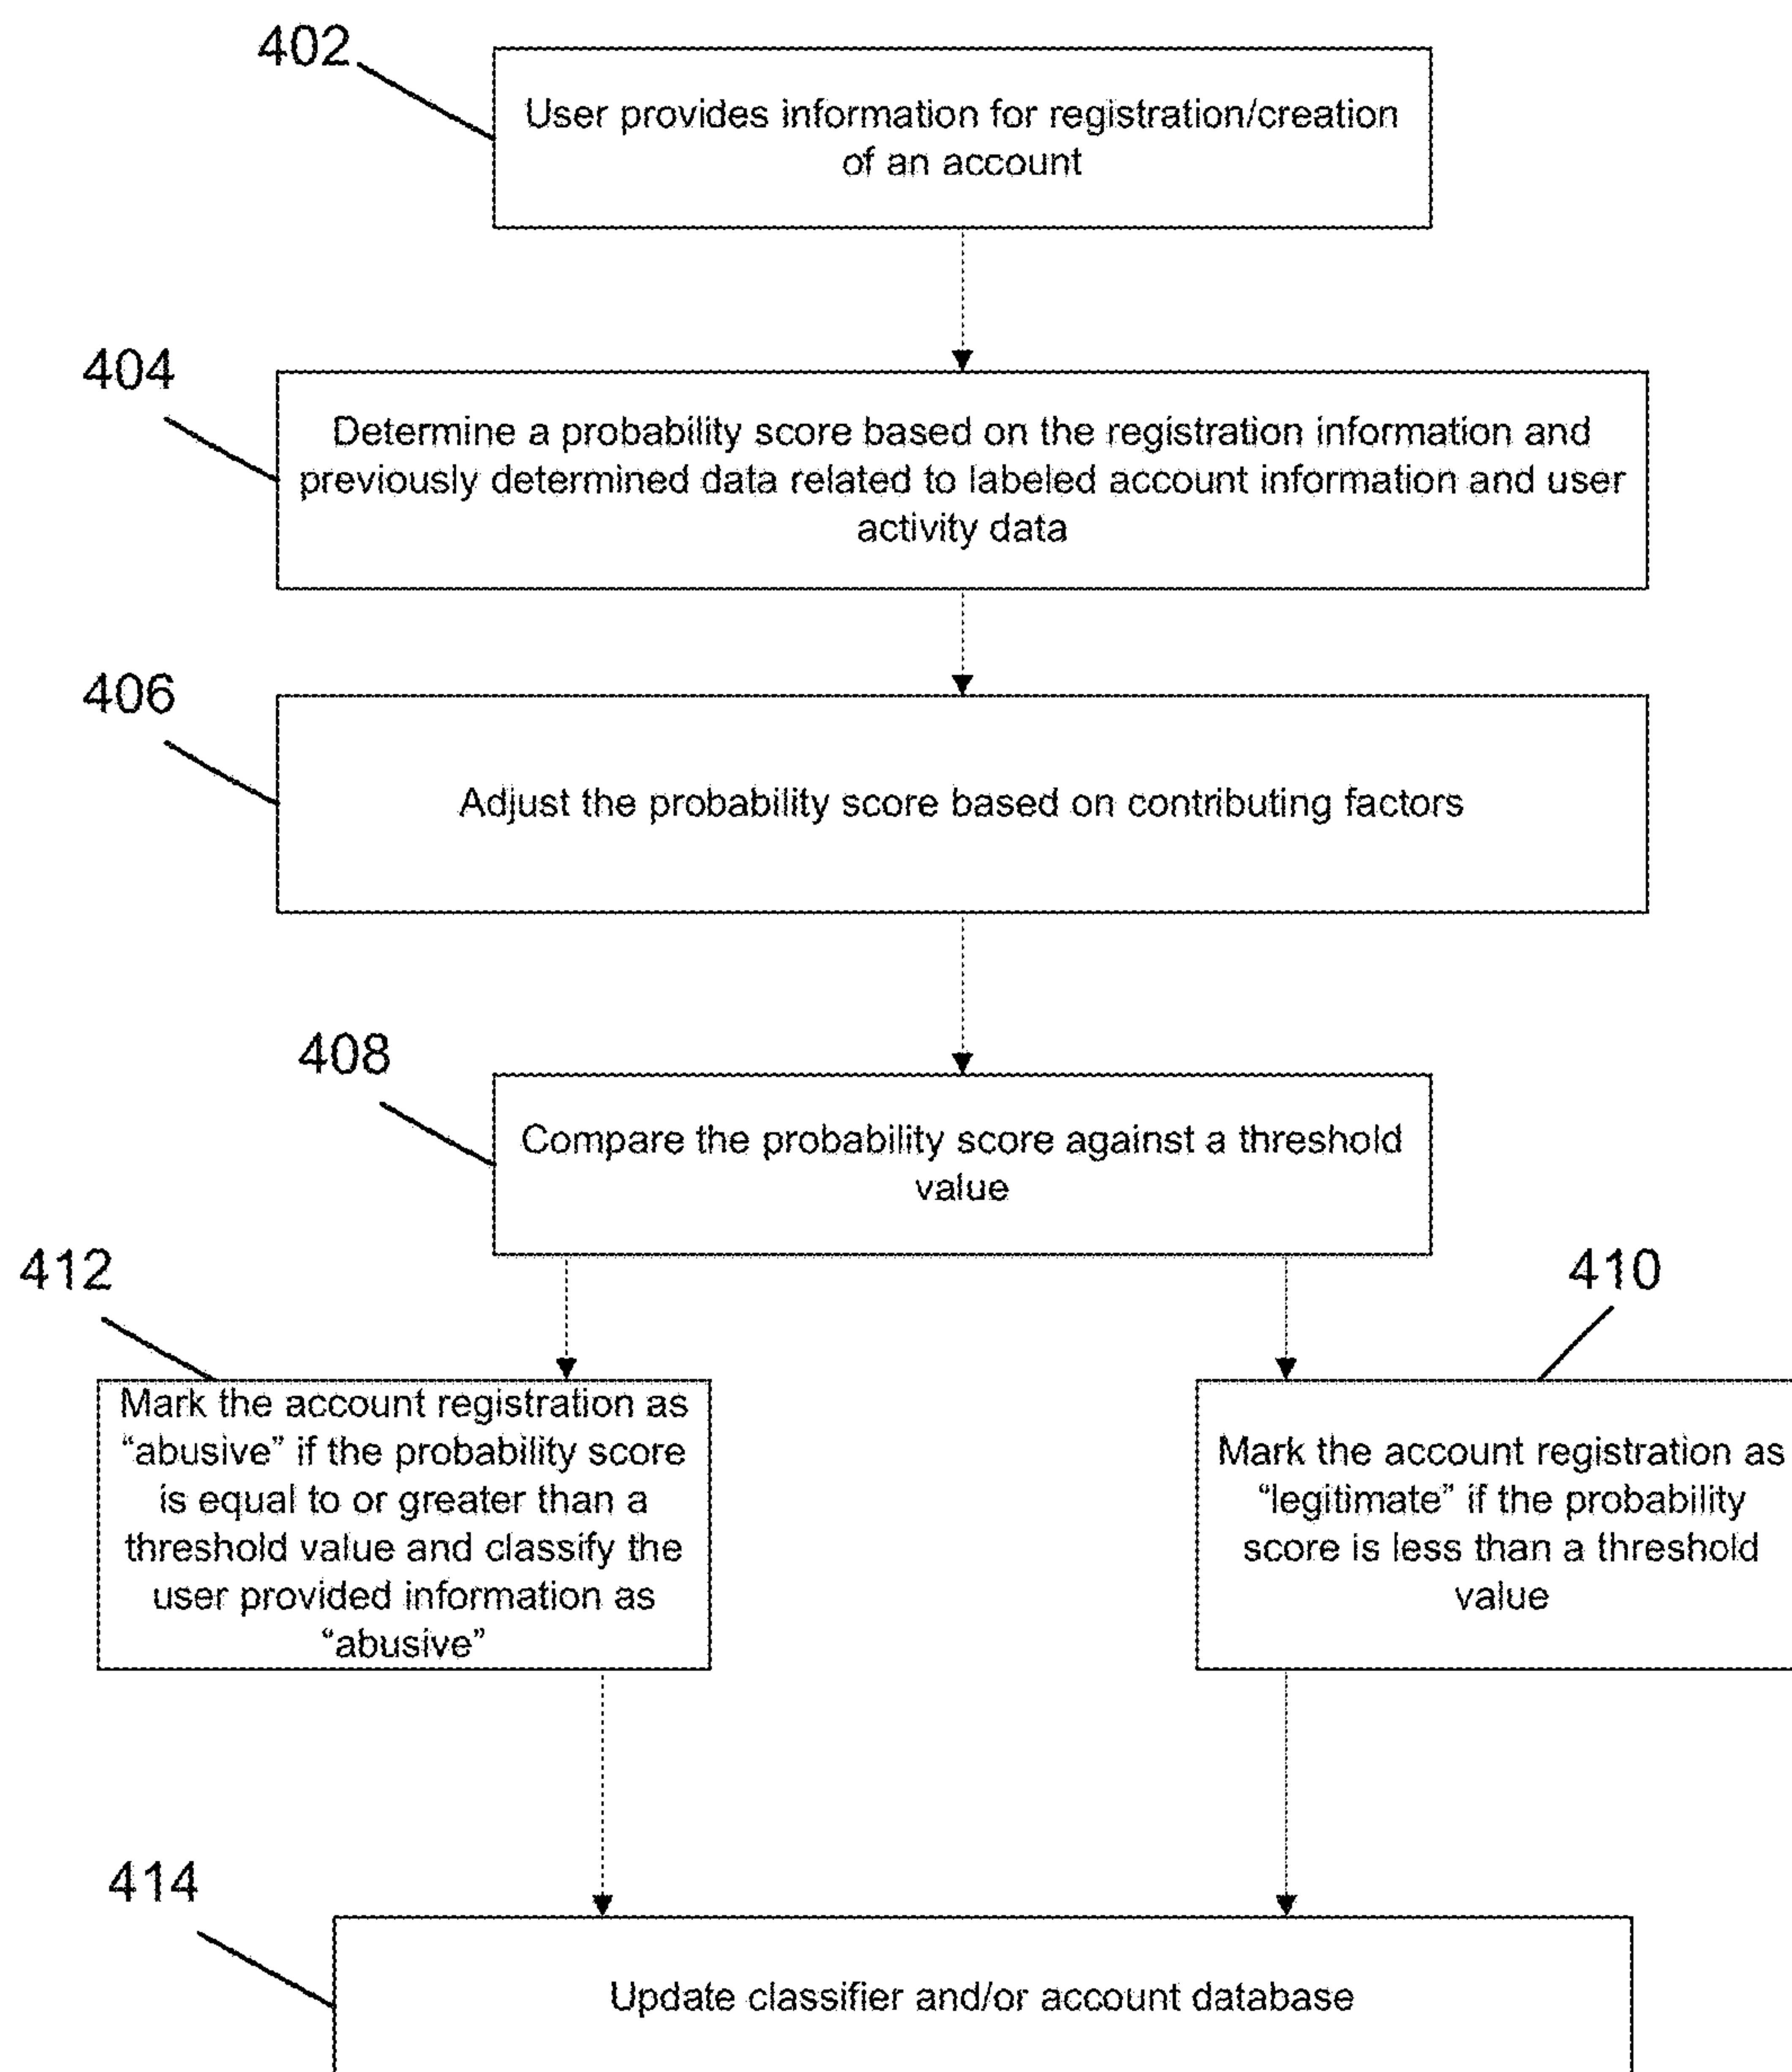 402
User provides information for registration/creation
of an account
404
Determine a probability score based on the registration information and
previously determined data related to labeled account information and user
activity data
406
Adjust the probability score based on contributing factors
408
Compare the probability score against a threshold
value
412
Mark the account registration as
“abusive” if the probability score
is equal to or greater than a
threshold value and classify the
user provided information as
“abusive”
410
Mark the account registration as
“legitimate” if the probability
score is less than a threshold
value
414
Update classifier and/or account database